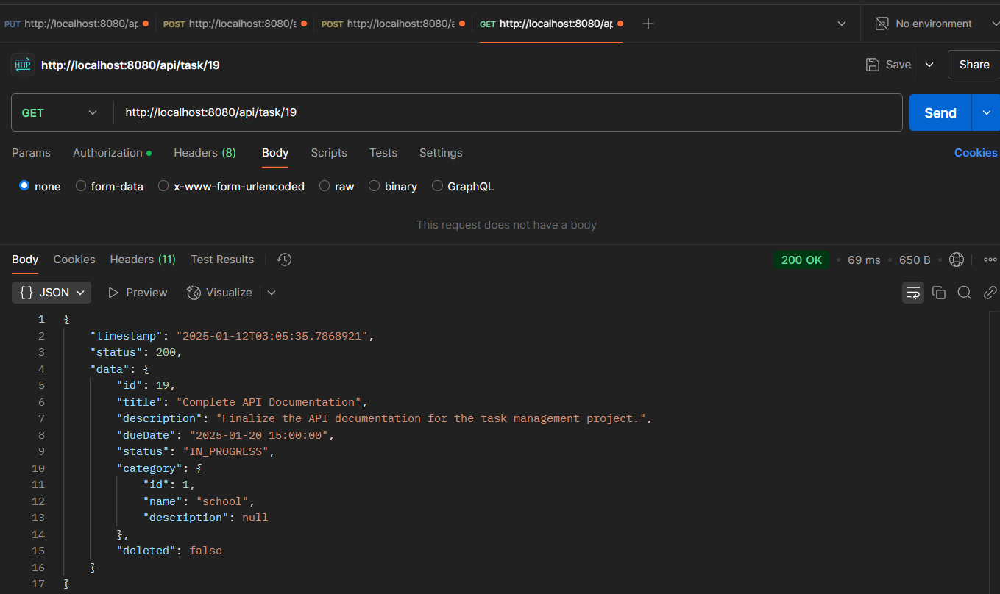 PUT http://localhost:8080/ap POST http://localhost:8080/a POST http://localhost:8080/a GET http://localhost:8080/ap No environment
HTTP http://localhost:8080/api/task/19 Save Share
GET http://localhost:8080/api/task/19 Send
Params Authorization Headers (8) Body Scripts Tests Settings Cookies
none form-data x-www-form-urlencoded raw binary GraphQL
This request does not have a body
Body Cookies Headers (11) Test Results 200 OK 69 ms 650 B
{} JSON Preview Visualize
1 {
2 "timestamp": "2025-01-12T03:05:35.7868921",
3 "status": 200,
4 "data": {
5 "id": 19,
6 "title": "Complete API Documentation",
7 "description": "Finalize the API documentation for the task management project.",
8 "dueDate": "2025-01-20 15:00:00",
9 "status": "IN_PROGRESS",
10 "category": {
11 "id": 1,
12 "name": "school",
13 "description": null
14 },
15 "deleted": false
16 }
17 }